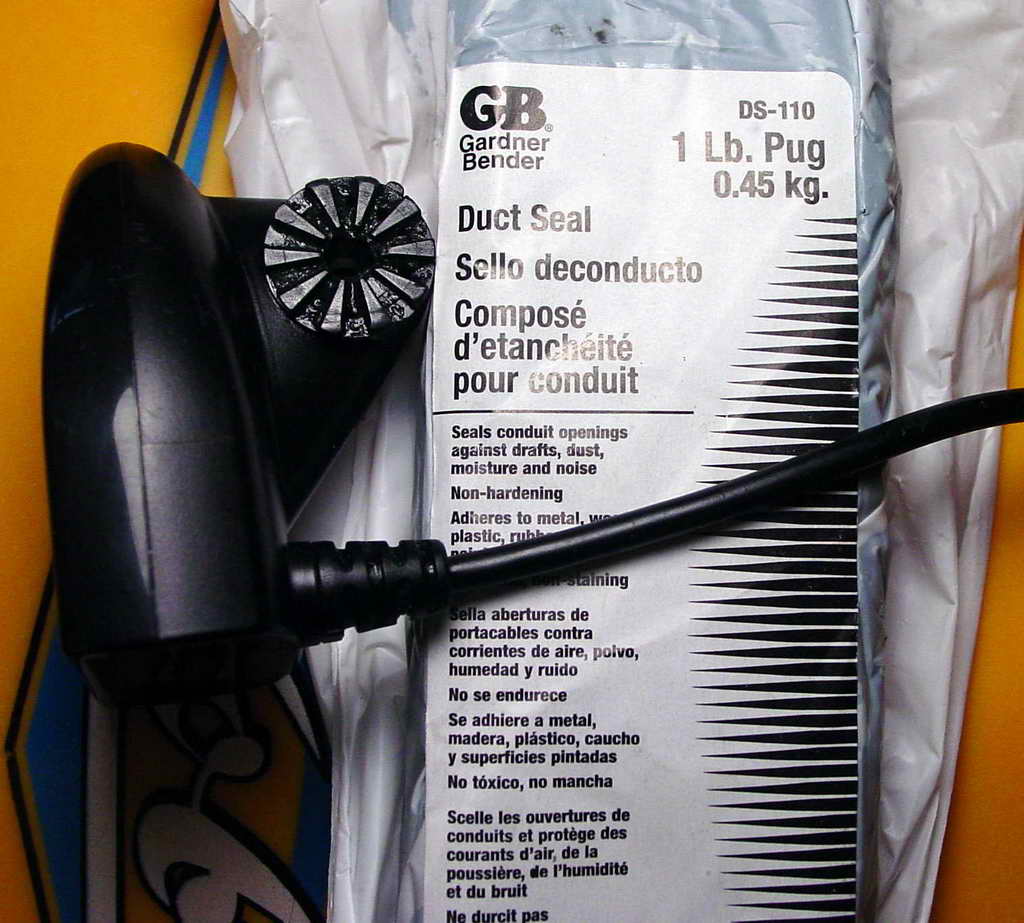 GB®
Gardner
Bender
DS-110
1 Lb. Pug
0.45 kg.
Duct Seal
Sello deconducto
Composé
d'etanchéité
pour conduit
Seals conduit openings
against drafts, dust,
moisture and noise
Non-hardening
Adheres to metal,
plastic,
non-staining
Sella aberturas de
portacables contra
corrientes de aire, polvo,
humedad y ruido
No se endurece
Se adhiere a metal,
madera, plástico, caucho
y superficies pintadas
No tóxico, no mancha
Scelle les ouvertures de
conduits et protège des
courants d'air, de la
poussière, de l'humidité
et du bruit
Ne durcit pas